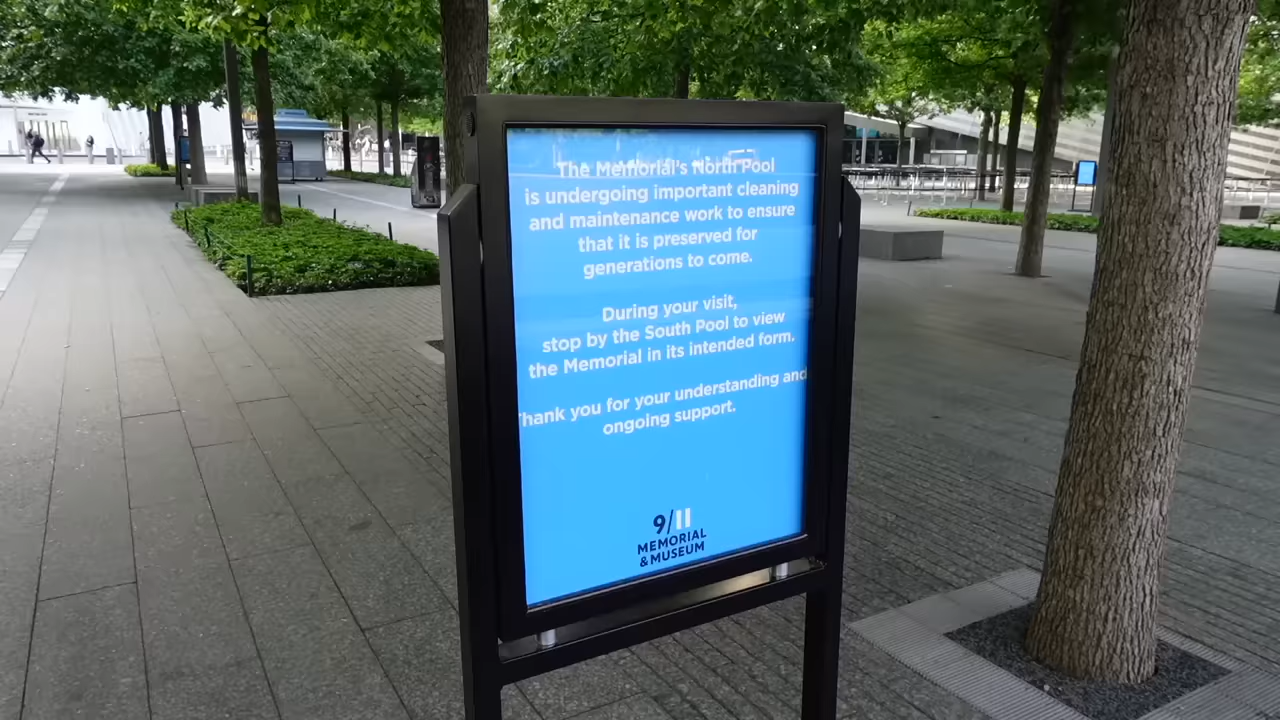 The Memorial's North Pool
is undergoing important cleaning
and maintenance work to ensure
that it is preserved for
generations to come.
During your visit,
stop by the South Pool to view
the Memorial in its intended form.
Thank you for your understanding and
ongoing support.
9/11
MEMORIAL
& MUSEUM